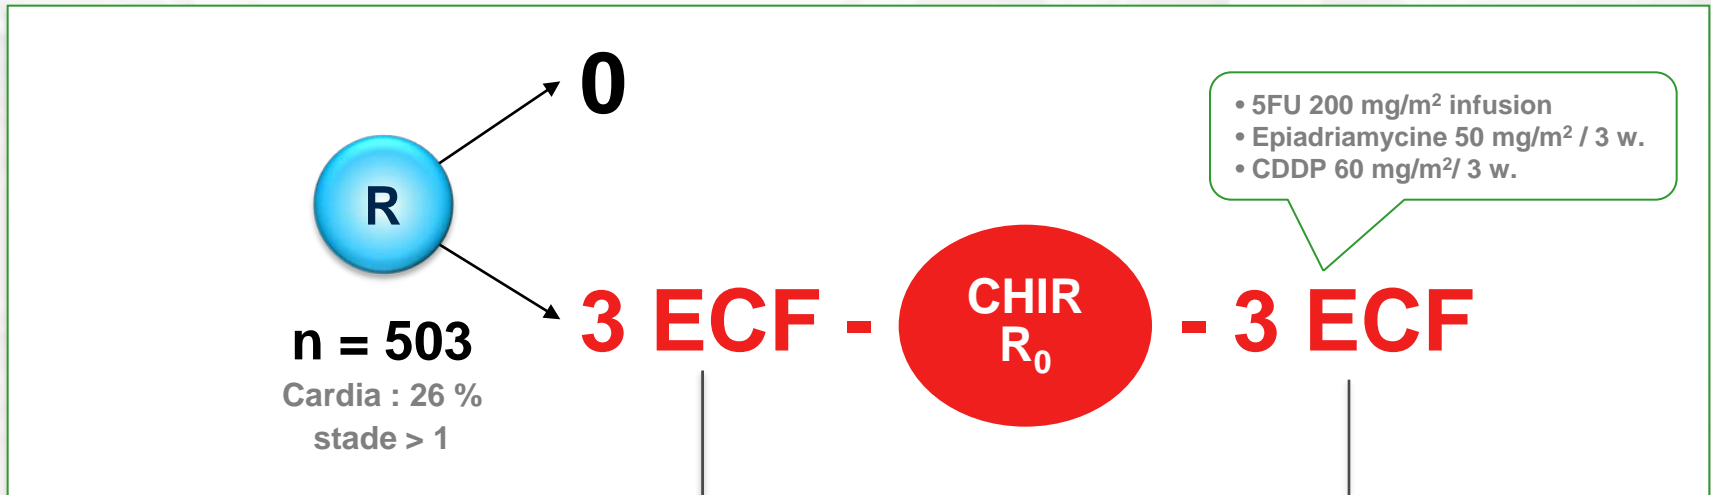 0
• 5FU 200 mg/m² infusion
• Epiadriamycine 50 mg/m² / 3 w.
• CDDP 60 mg/m²/ 3 w.
R
3 ECF - CHIR R₀ - 3 ECF
n = 503
Cardia : 26 %
stade > 1